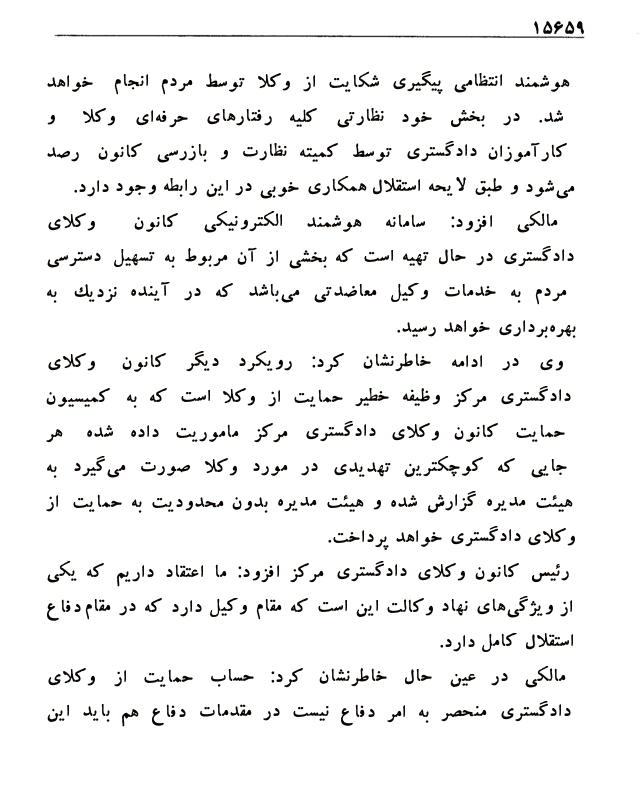 ۱۵۶۵۹
هوشمند انتظامی پیگیری شکایت از وکلا توسط مردم انجام خواهد
شد. در بخش خود نظارتی کلیه رفتارهای حرفه‌ای وکلا و
کارآموزان دادگستری توسط کمیته نظارت و بازرسی کانون رصد
می‌شود و طبق لایحه استقلال همکاری خوبی در این رابطه وجود دارد.
مالکی افزود: سامانه هوشمند الکترونیکی کانون وکلای
دادگستری در حال تهیه است که بخشی از آن مربوط به تسهیل دسترسی
مردم به خدمات وکیل معاضدتی می‌باشد که در آینده نزدیك به
بهره‌برداری خواهد رسید.
وی در ادامه خاطرنشان کرد: رویکرد دیگر کانون وکلای
دادگستری مرکز وظیفه خطیر حمایت از وکلا است که به کمیسیون
حمایت کانون وکلای دادگستری مرکز ماموریت داده شده هر
جایی که کوچکترین تهدیدی در مورد وکلا صورت می‌گیرد به
هیئت مدیره گزارش شده و هیئت مدیره بدون محدودیت به حمایت از
وکلای دادگستری خواهد پرداخت.
رئیس کانون وکلای دادگستری مرکز افزود: ما اعتقاد داریم که یکی
از ویژگی‌های نهاد وکالت این است که مقام وکیل دارد که در مقام دفاع
استقلال کامل دارد.
مالکی در عین حال خاطرنشان کرد: حساب حمایت از وکلای
دادگستری منحصر به امر دفاع نیست در مقدمات دفاع هم باید این